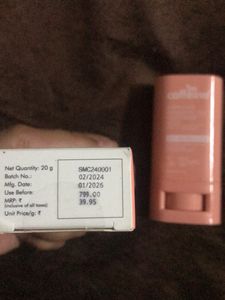 Net Quantity: 20 g
Batch No.: SMC240001
Mfg. Date: 02/2024
Use Before: 01/2026
MRP: ₹ 799.00
(inclusive of all taxes)
Unit Price/g: ₹ 39.95
caffeine